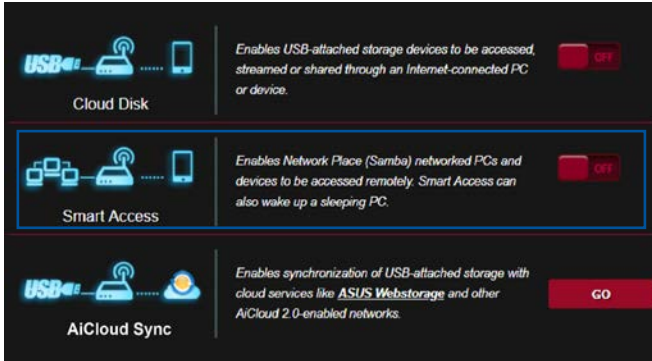 USB
Cloud Disk
Enables USB-attached storage devices to be accessed,
streamed or shared through an Internet-connected PC
or device.
OFF
Smart Access
Enables Network Place (Samba) networked PCs and
devices to be accessed remotely. Smart Access can
also wake up a sleeping PC.
OFF
USB
AiCloud Sync
Enables synchronization of USB-attached storage with
cloud services like ASUS Webstorage and other
AiCloud 2.0-enabled networks.
GO